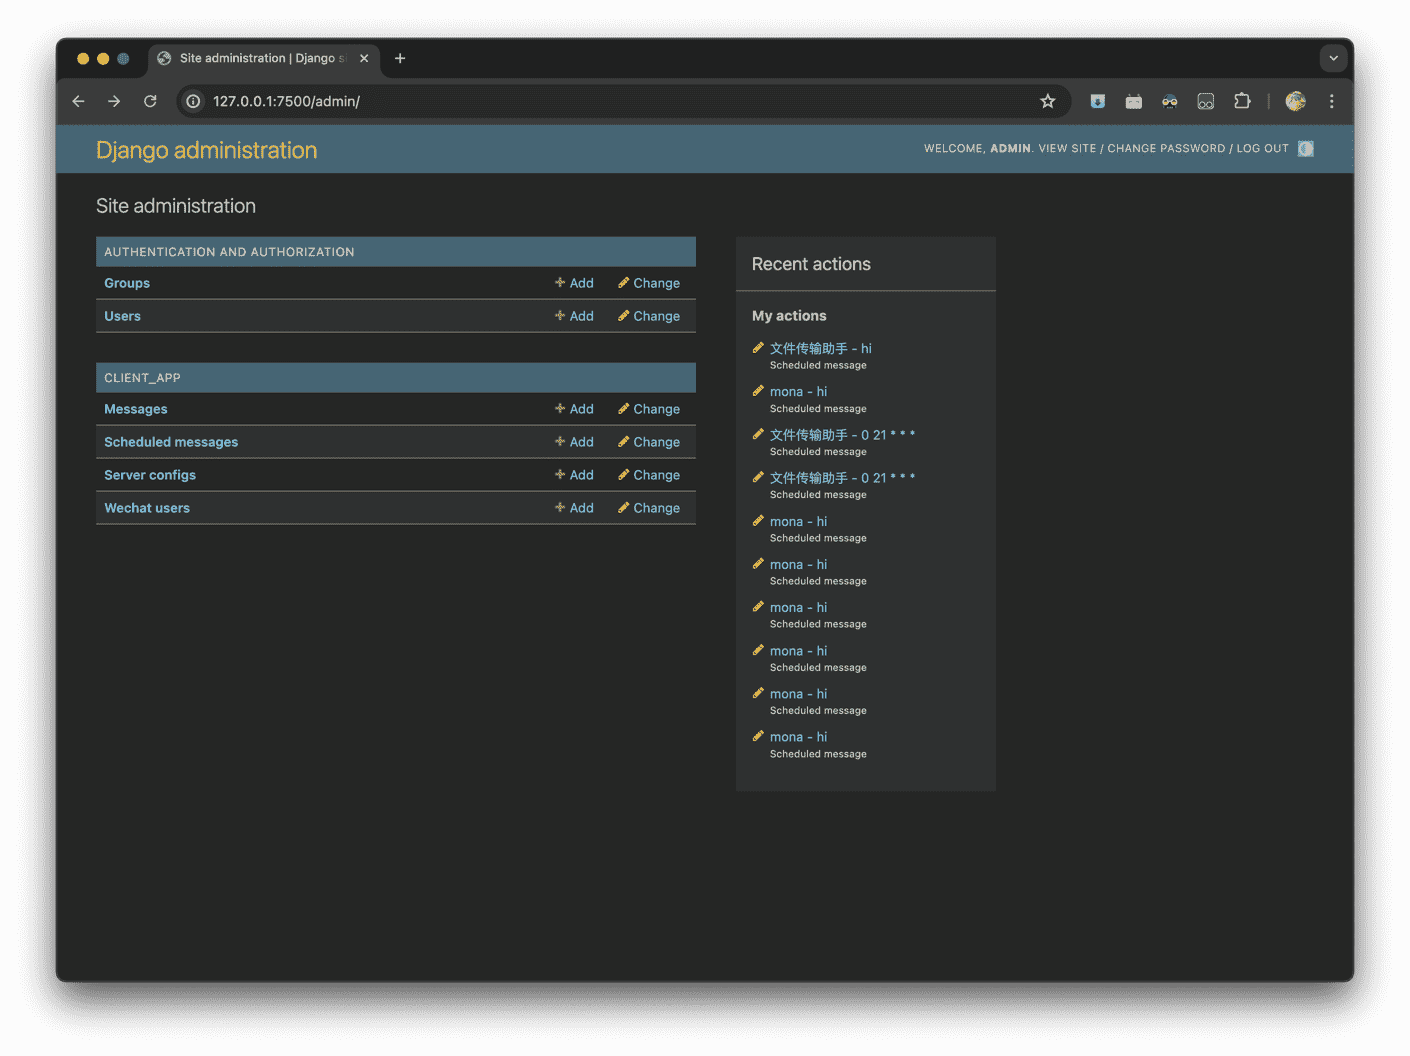 Site administration | Django s
127.0.0.1:7500/admin/
Django administration
WELCOME, ADMIN. VIEW SITE / CHANGE PASSWORD / LOG OUT
Site administration
AUTHENTICATION AND AUTHORIZATION
Groups Add Change
Users Add Change
CLIENT_APP
Messages Add Change
Scheduled messages Add Change
Server configs Add Change
Wechat users Add Change
Recent actions
My actions
文件传输助手 - hi
Scheduled message
mona - hi
Scheduled message
文件传输助手 - 0 21 * * *
Scheduled message
文件传输助手 - 0 21 * * *
Scheduled message
mona - hi
Scheduled message
mona - hi
Scheduled message
mona - hi
Scheduled message
mona - hi
Scheduled message
mona - hi
Scheduled message
mona - hi
Scheduled message